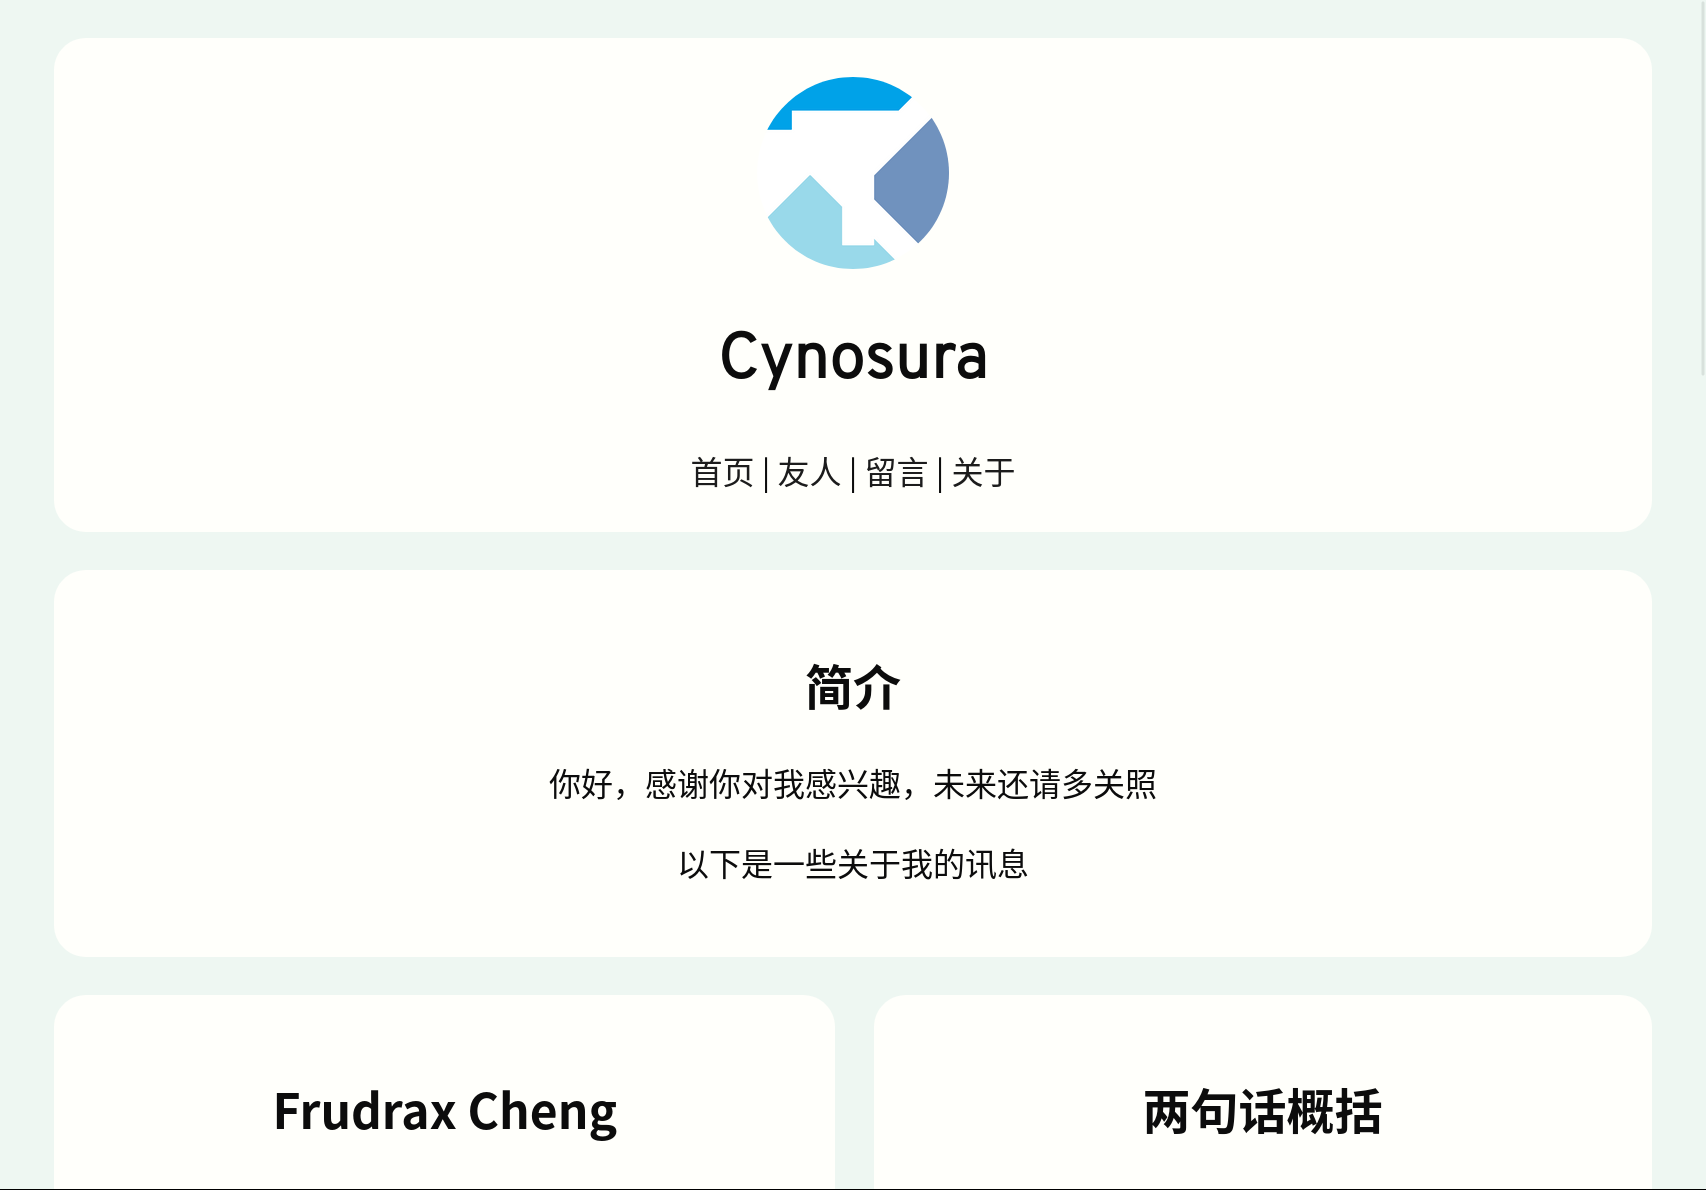 Cynosura
首页 | 友人 | 留言 | 关于
简介
你好，感谢你对我感兴趣，未来还请多关照
以下是一些关于我的讯息
Frudrax Cheng
两句话概括